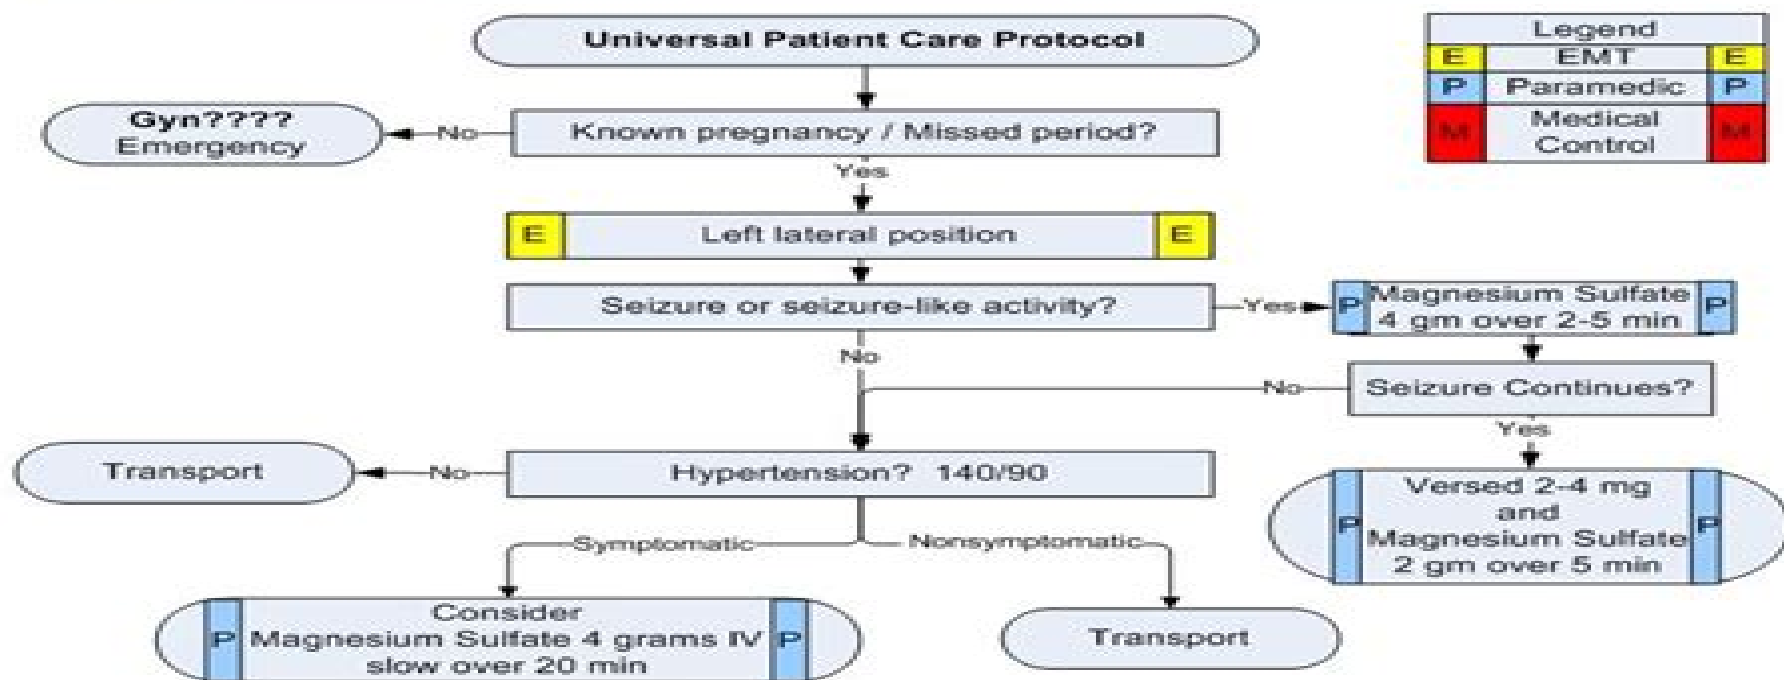 Universal Patient Care Protocol
Legend
E EMT E
P Paramedic P
M Medical Control M
Gyn????
Emergency
No
Known pregnancy / Missed period?
Yes
E Left lateral position E
Seizure or seizure-like activity?
Yes
P Magnesium Sulfate P
4 gm over 2-5 min
No
No
Seizure Continues?
Yes
Transport
No
Hypertension? 140/90
P Versed 2-4 mg P
and
Magnesium Sulfate
2 gm over 5 min
Symptomatic
Nonsymptomatic
Consider
P Magnesium Sulfate 4 grams IV P
slow over 20 min
Transport